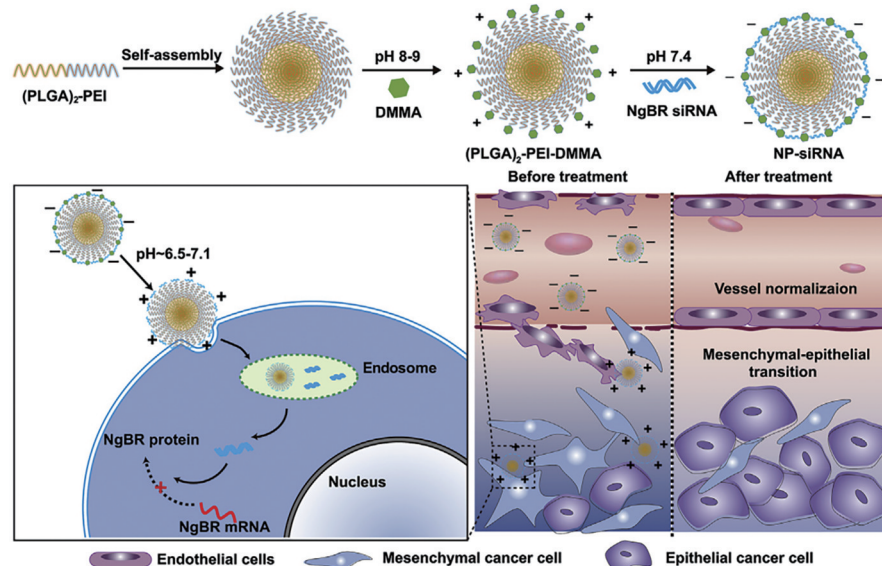 Self-assembly
(PLGA)₂-PEI
pH 8-9
DMMA
+ + + + + + + +
(PLGA)₂-PEI-DMMA
pH 7.4
NgBR siRNA
− − − − − −
NP-siRNA
Before treatment
After treatment
− − − − − −
pH~6.5-7.1
+ + + + +
Endosome
NgBR protein
Nucleus
NgBR mRNA
Vessel normalizaion
Mesenchymal-epithelial
transition
Endothelial cells
Mesenchymal cancer cell
Epithelial cancer cell